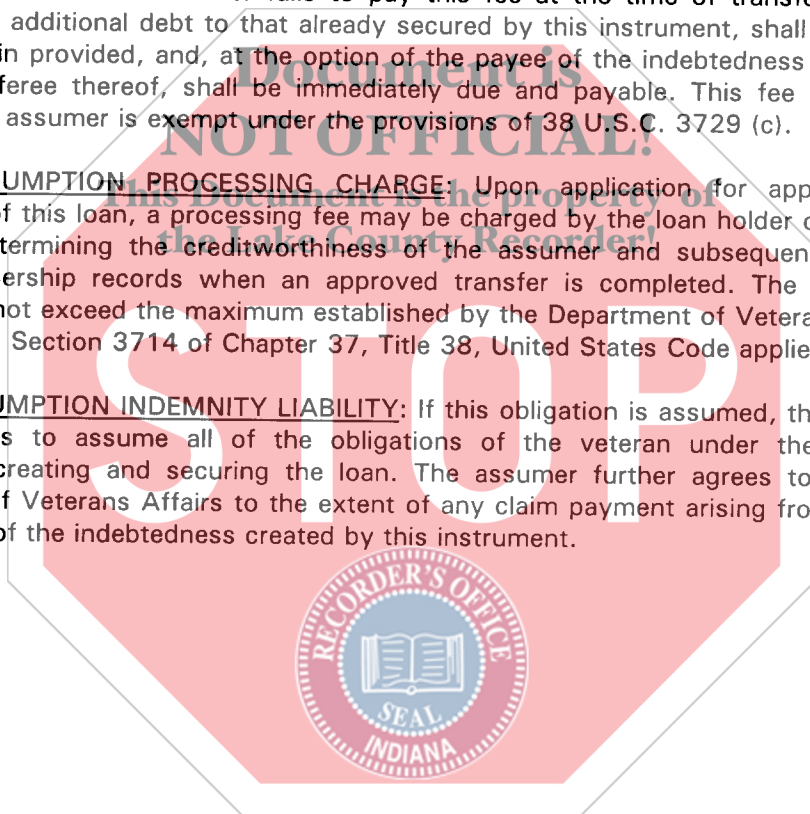 to pay this fee at the time of
additional debt to that already secured by this instrument, shall
in provided, and, at the option of the payee of the indebtedness
feree thereof, shall be immediately due and payable. This fee
assumer is exempt under the provisions of 38 U.S.C. 3729 (c).
Document is
NOT OFFICIAL!
This Document is the property of
the Lake County Recorder!
UMPTION PROCESSING CHARGE: Upon application for app
f this loan, a processing fee may be charged by the loan holder o
termining the creditworthiness of the assumer and subsequen
ership records when an approved transfer is completed. The
not exceed the maximum established by the Department of Vetera
Section 3714 of Chapter 37, Title 38, United States Code applie
STOP
UMPTION INDEMNITY LIABILITY: If this obligation is assumed, th
s to assume all of the obligations of the veteran under the
creating and securing the loan. The assumer further agrees to
f Veterans Affairs to the extent of any claim payment arising fro
of the indebtedness created by this instrument.
RECORDER'S OFFICE
SEAL
INDIANA